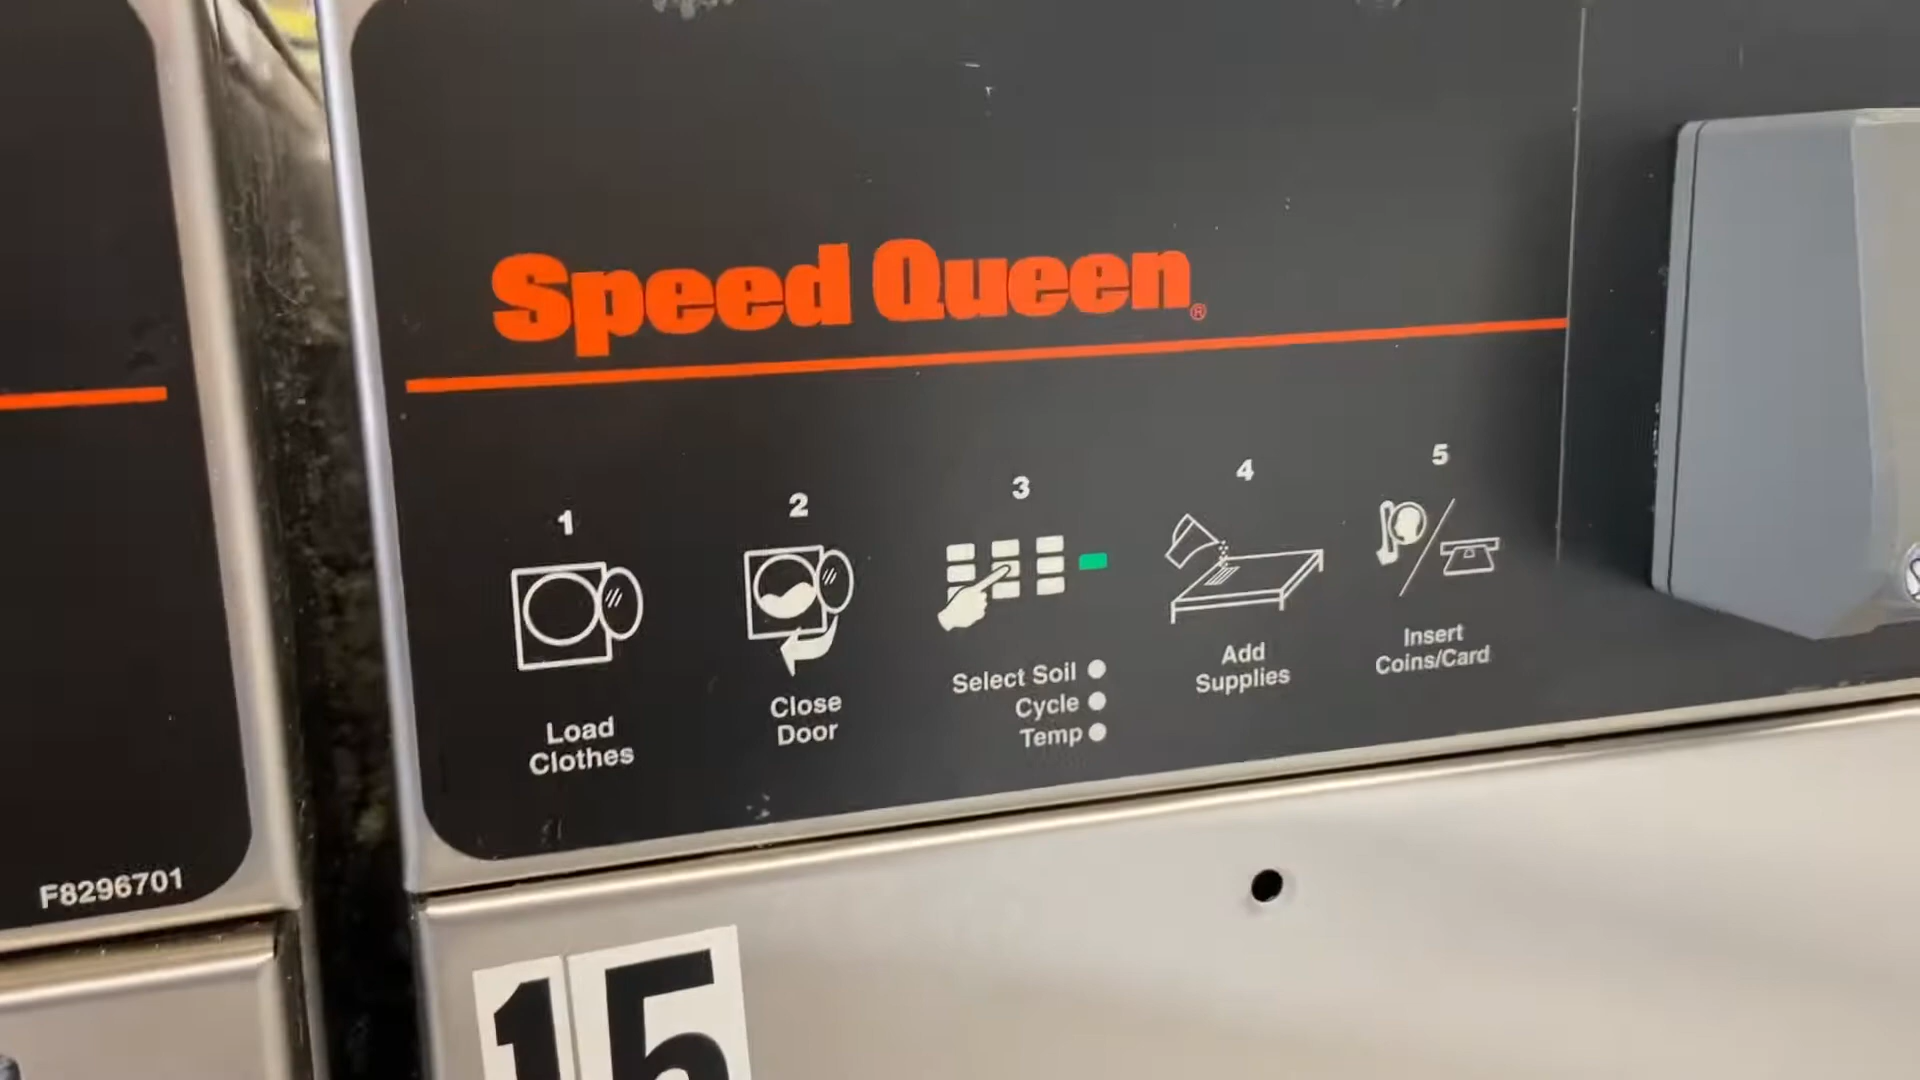 Speed Queen®
1
Load
Clothes
2
Close
Door
3
Select Soil
Cycle
Temp
4
Add
Supplies
5
Insert
Coins/Card
F8296701
15